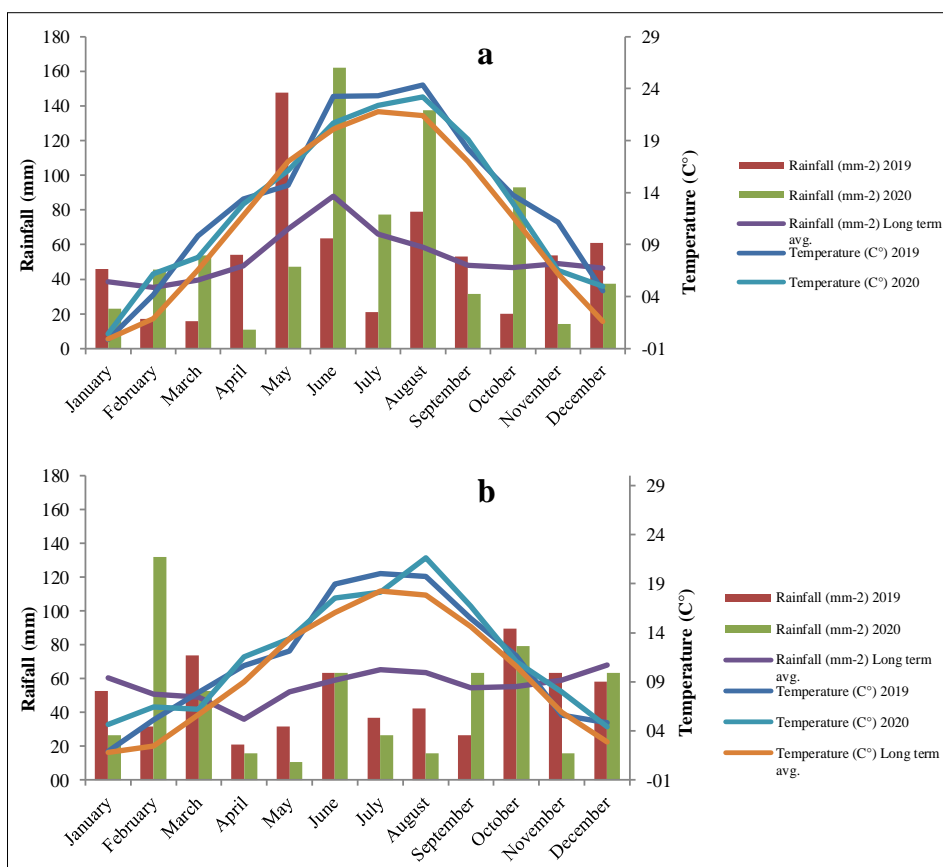 a
Rainfall (mm)
180
160
140
120
100
80
60
40
20
0
29
24
19
14
09
04
-01
Temperature (C°)
January
February
March
April
May
June
July
August
September
October
November
December
Rainfall (mm-2) 2019
Rainfall (mm-2) 2020
Rainfall (mm-2) Long term
avg.
Temperature (C°) 2019
Temperature (C°) 2020
b
Raifall (mm)
180
160
140
120
100
80
60
40
20
00
29
24
19
14
09
04
-01
Temperature (C°)
January
February
March
April
May
June
July
August
September
October
November
December
Rainfall (mm-2) 2019
Rainfall (mm-2) 2020
Rainfall (mm-2) Long term
avg.
Temperature (C°) 2019
Temperature (C°) 2020
Temperature (C°) Long term
avg.